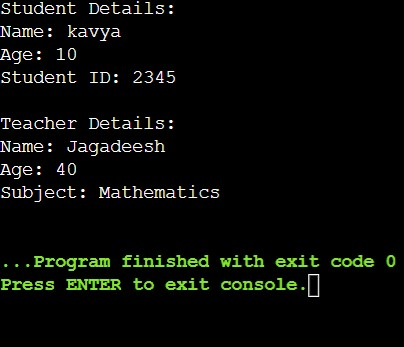 Student Details:
Name: kavya
Age: 10
Student ID: 2345
Teacher Details:
Name: Jagadeesh
Age: 40
Subject: Mathematics
...Program finished with exit code 0
Press ENTER to exit console.